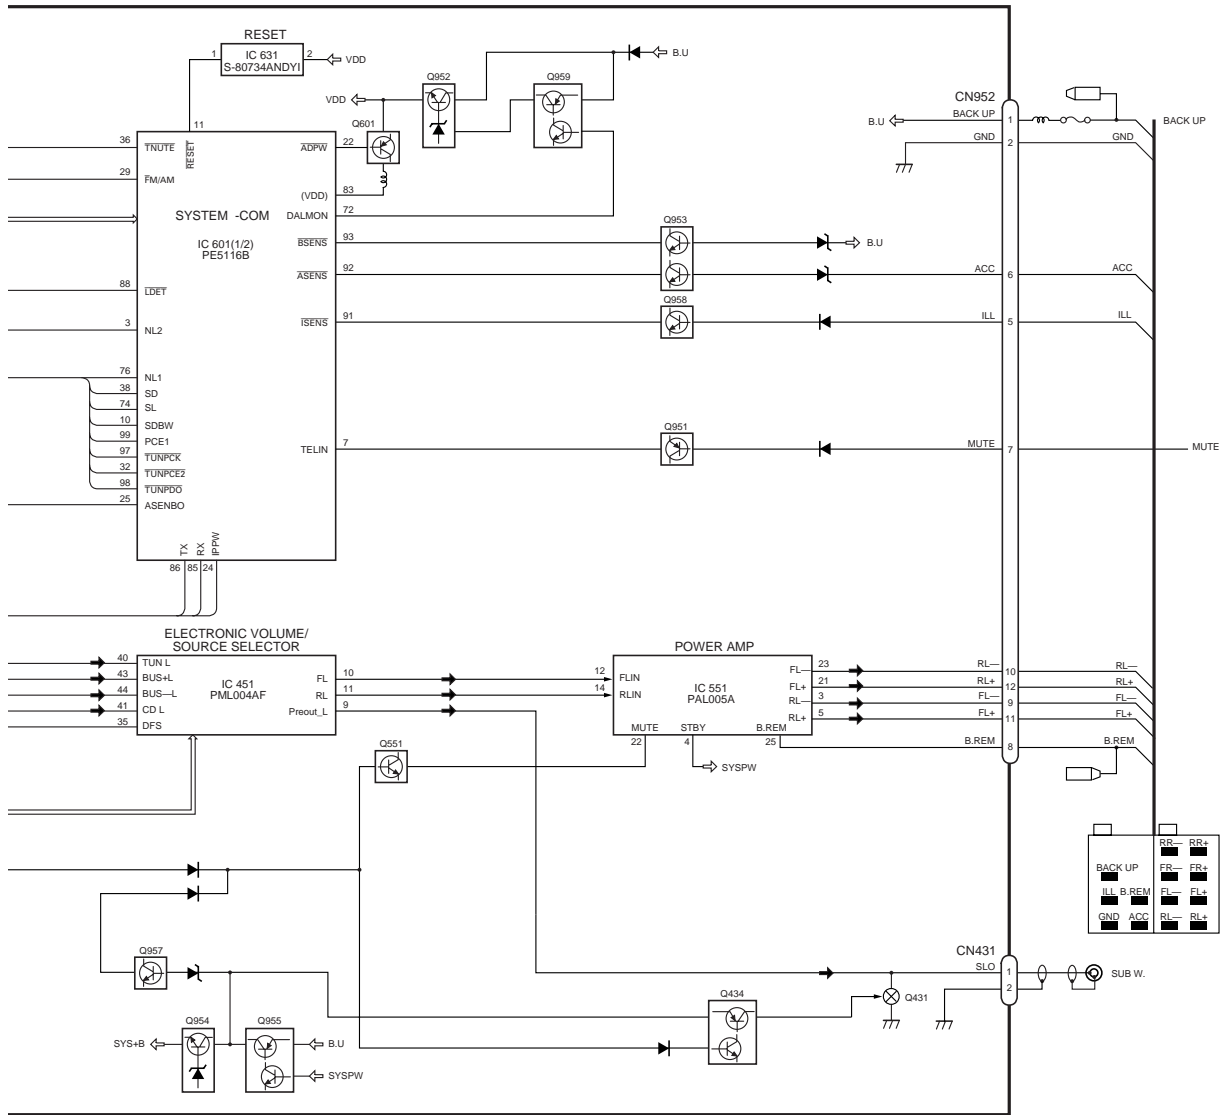 RESET
IC 631
S-80734ANDYI
1
2
VDD
B.U
Q952
Q959
VDD
Q601
11
CN952
BACK UP
1
B.U
BACK UP
GND
2
GND
36
TNUTE
RESET
ADPW
22
29
FM/AM
(VDD)
83
SYSTEM -COM
DALMON
72
IC 601(1/2)
PE5116B
BSENS
93
Q953
B.U
ASENS
92
ACC
6
ACC
88
LDET
Q958
3
NL2
ISENS
91
ILL
5
ILL
76
NL1
38
SD
74
SL
10
SDBW
99
PCE1
97
TUNPCK
32
TUNPCE2
98
TUNPDO
25
ASENBO
TELIN
7
Q951
MUTE
7
MUTE
TX
RX
IPPW
86
85
24
ELECTRONIC VOLUME/
SOURCE SELECTOR
POWER AMP
40
TUN L
43
BUS+L
44
BUS—L
41
CD L
35
DFS
IC 451
PML004AF
FL
10
RL
11
Preout_L
9
12
FLIN
14
RLIN
IC 551
PAL005A
FL—
23
FL+
21
RL—
3
RL+
5
MUTE
STBY
B.REM
22
4
25
SYSPW
RL—
10
RL—
RL+
12
RL+
FL—
9
FL—
FL+
11
FL+
B.REM
8
B.REM
Q551
RR— RR+
BACK UP
FR— FR+
ILL B.REM FL— FL+
GND ACC RL— RL+
Q957
CN431
SLO
1
2
SUB W.
Q431
Q434
Q954
Q955
SYS+B
B.U
SYSPW